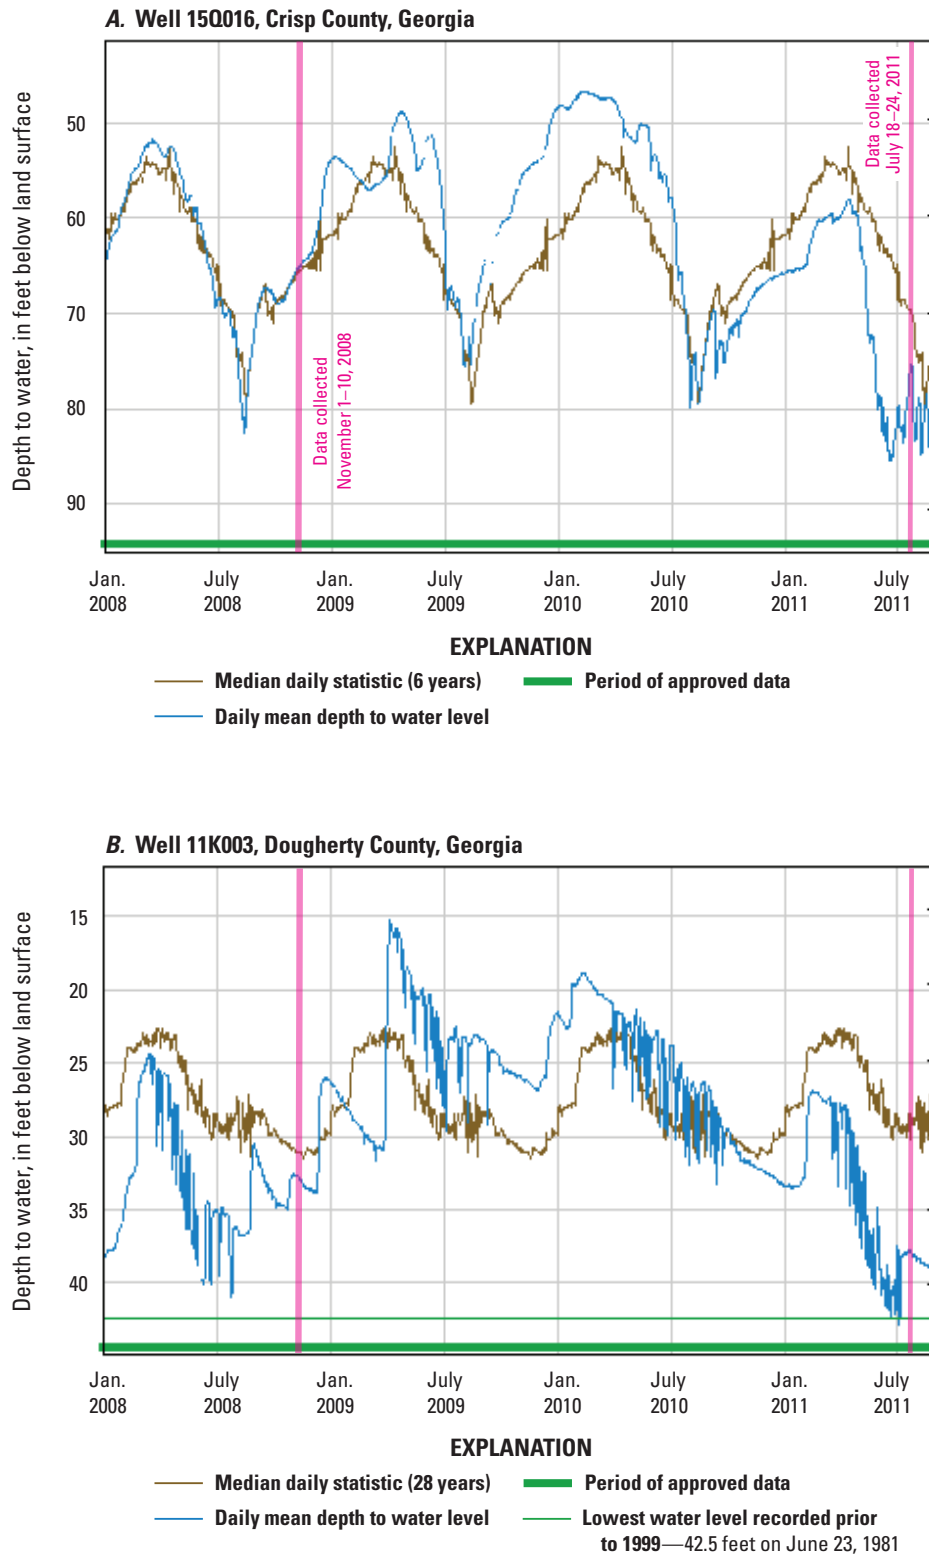 A. Well 15Q016, Crisp County, Georgia
Depth to water, in feet below land surface
50
60
70
80
90
Data collected
November 1–10, 2008
Data collected
July 18–24, 2011
Jan.
2008
July
2008
Jan.
2009
July
2009
Jan.
2010
July
2010
Jan.
2011
July
2011
EXPLANATION
Median daily statistic (6 years)
Period of approved data
Daily mean depth to water level
B. Well 11K003, Dougherty County, Georgia
Depth to water, in feet below land surface
15
20
25
30
35
40
Jan.
2008
July
2008
Jan.
2009
July
2009
Jan.
2010
July
2010
Jan.
2011
July
2011
EXPLANATION
Median daily statistic (28 years)
Period of approved data
Daily mean depth to water level
Lowest water level recorded prior
to 1999—42.5 feet on June 23, 1981